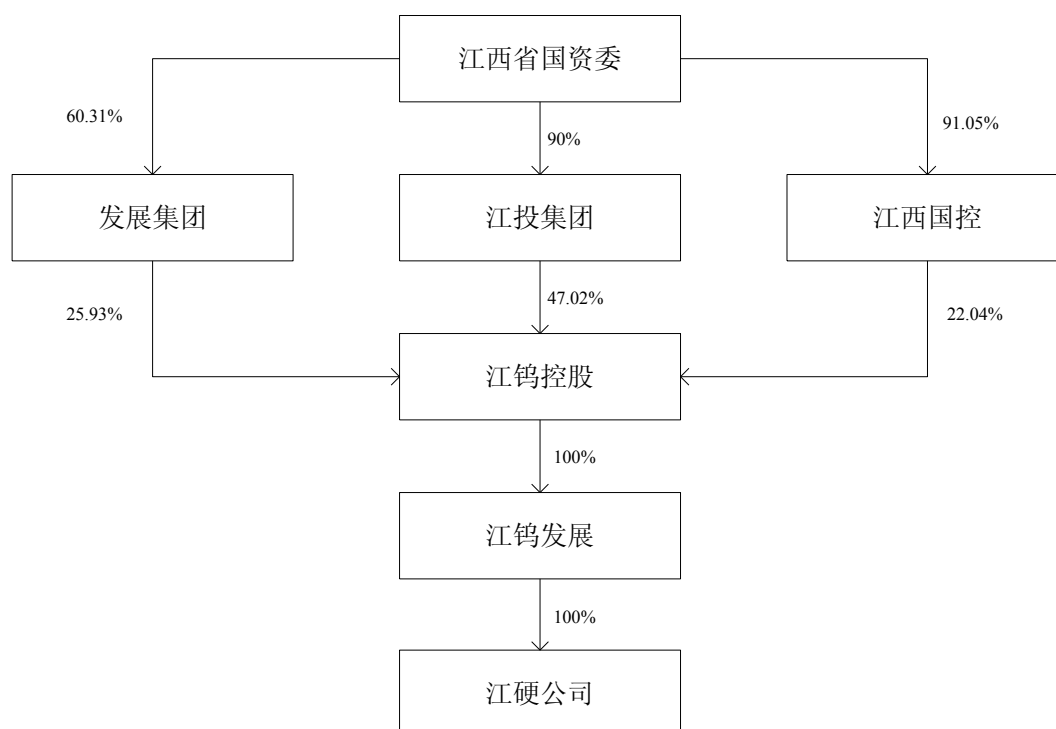 江西省国资委
60.31%
90%
91.05%
发展集团
江投集团
江西国控
25.93%
47.02%
22.04%
江钨控股
100%
江钨发展
100%
江硬公司